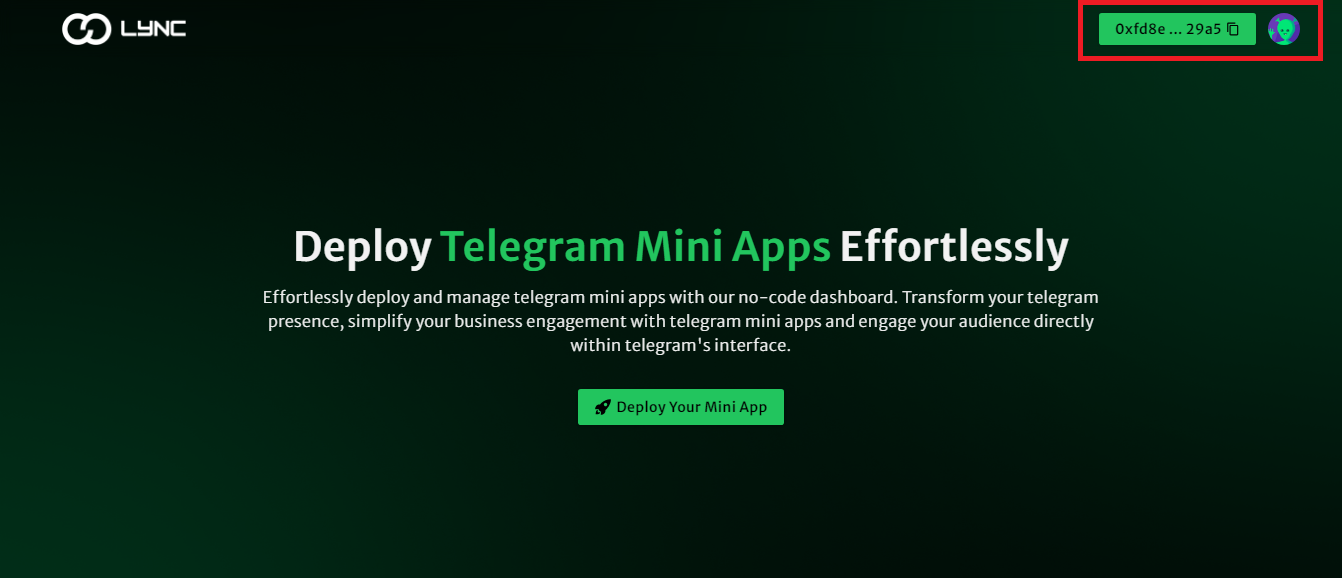 LYNC
0xfd8e ... 29a5
Deploy Telegram Mini Apps Effortlessly
Effortlessly deploy and manage telegram mini apps with our no-code dashboard. Transform your telegram
presence, simplify your business engagement with telegram mini apps and engage your audience directly
within telegram's interface.
Deploy Your Mini App